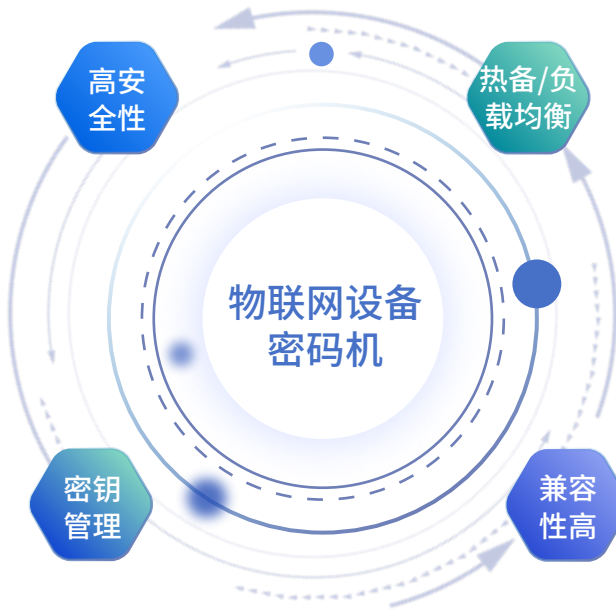 高安
全性
热备/负
载均衡
物联网设备
密码机
密钥
管理
兼容
性高